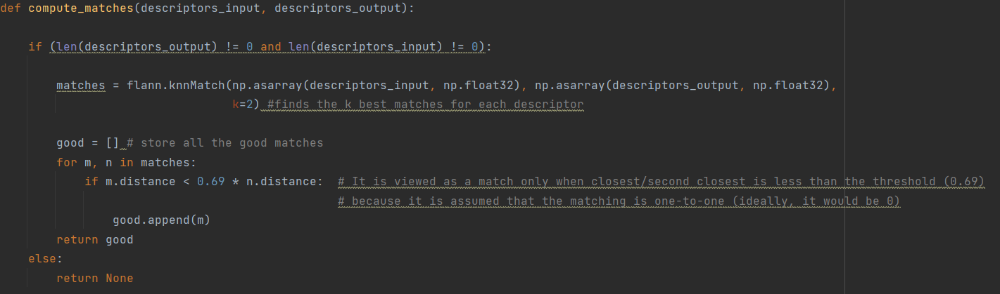 def compute_matches(descriptors_input, descriptors_output):
if (len(descriptors_output) != 0 and len(descriptors_input) != 0):
matches = flann.knnMatch(np.asarray(descriptors_input, np.float32), np.asarray(descriptors_output, np.float32),
k=2) #finds the k best matches for each descriptor
good = [] # store all the good matches
for m, n in matches:
if m.distance < 0.69 * n.distance:  # It is viewed as a match only when closest/second closest is less than the threshold (0.69)
# because it is assumed that the matching is one-to-one (ideally, it would be 0)
good.append(m)
return good
else:
return None